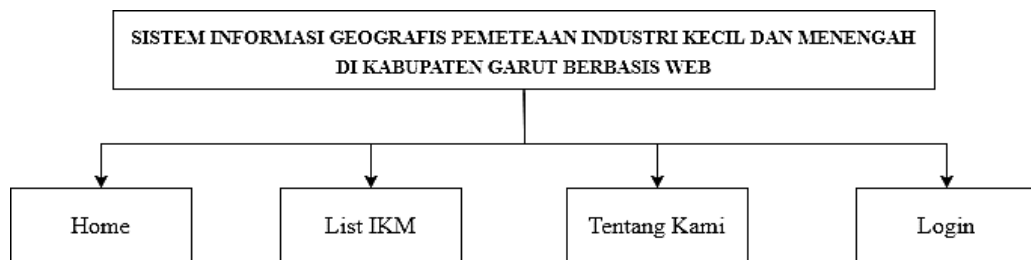 SISTEM INFORMASI GEOGRAFIS PEMETEAAN INDUSTRI KECIL DAN MENENGAH
DI KABUPATEN GARUT BERBASIS WEB
Home
List IKM
Tentang Kami
Login